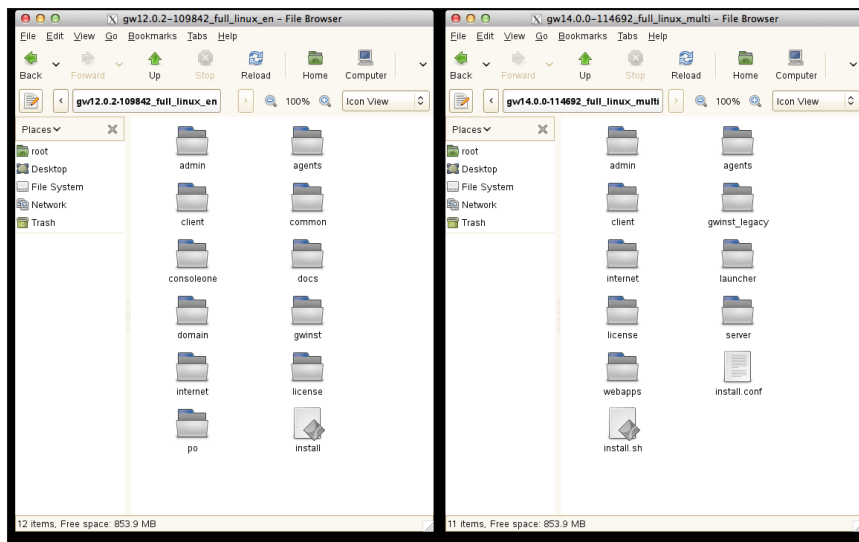 gw12.0.2-109842_full_linux_en - File Browser
File Edit View Go Bookmarks Tabs Help
Back Forward Up Stop Reload Home Computer
gw12.0.2-109842_full_linux_en 100% Icon View
Places
root
Desktop
File System
Network
Trash
admin agents
client common
consoleone docs
domain gwinst
internet license
po install
12 items, Free space: 853.9 MB
gw14.0.0-114692_full_linux_multi - File Browser
File Edit View Go Bookmarks Tabs Help
Back Forward Up Stop Reload Home Computer
gw14.0.0-114692_full_linux_multi 100% Icon View
Places
root
Desktop
File System
Network
Trash
admin agents
client gwinst_legacy
internet launcher
license server
webapps install.conf
install.sh
11 items, Free space: 853.9 MB